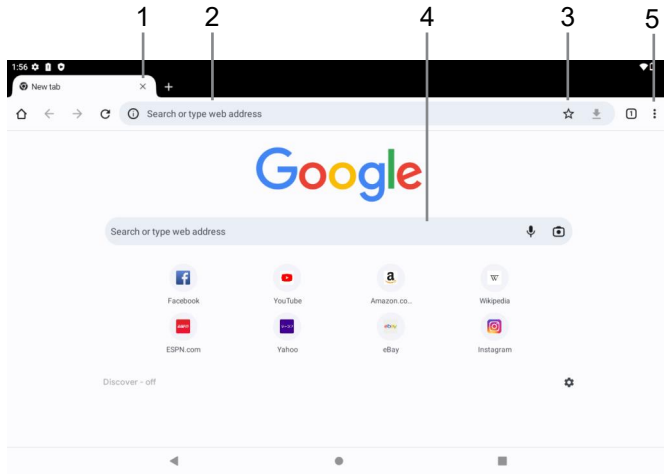 1 2 4 3 5
1:56
New tab
Search or type web address
1
Google
Search or type web address
Facebook YouTube Amazon.co... Wikipedia
ESPN.com Yahoo eBay Instagram
Discover - off